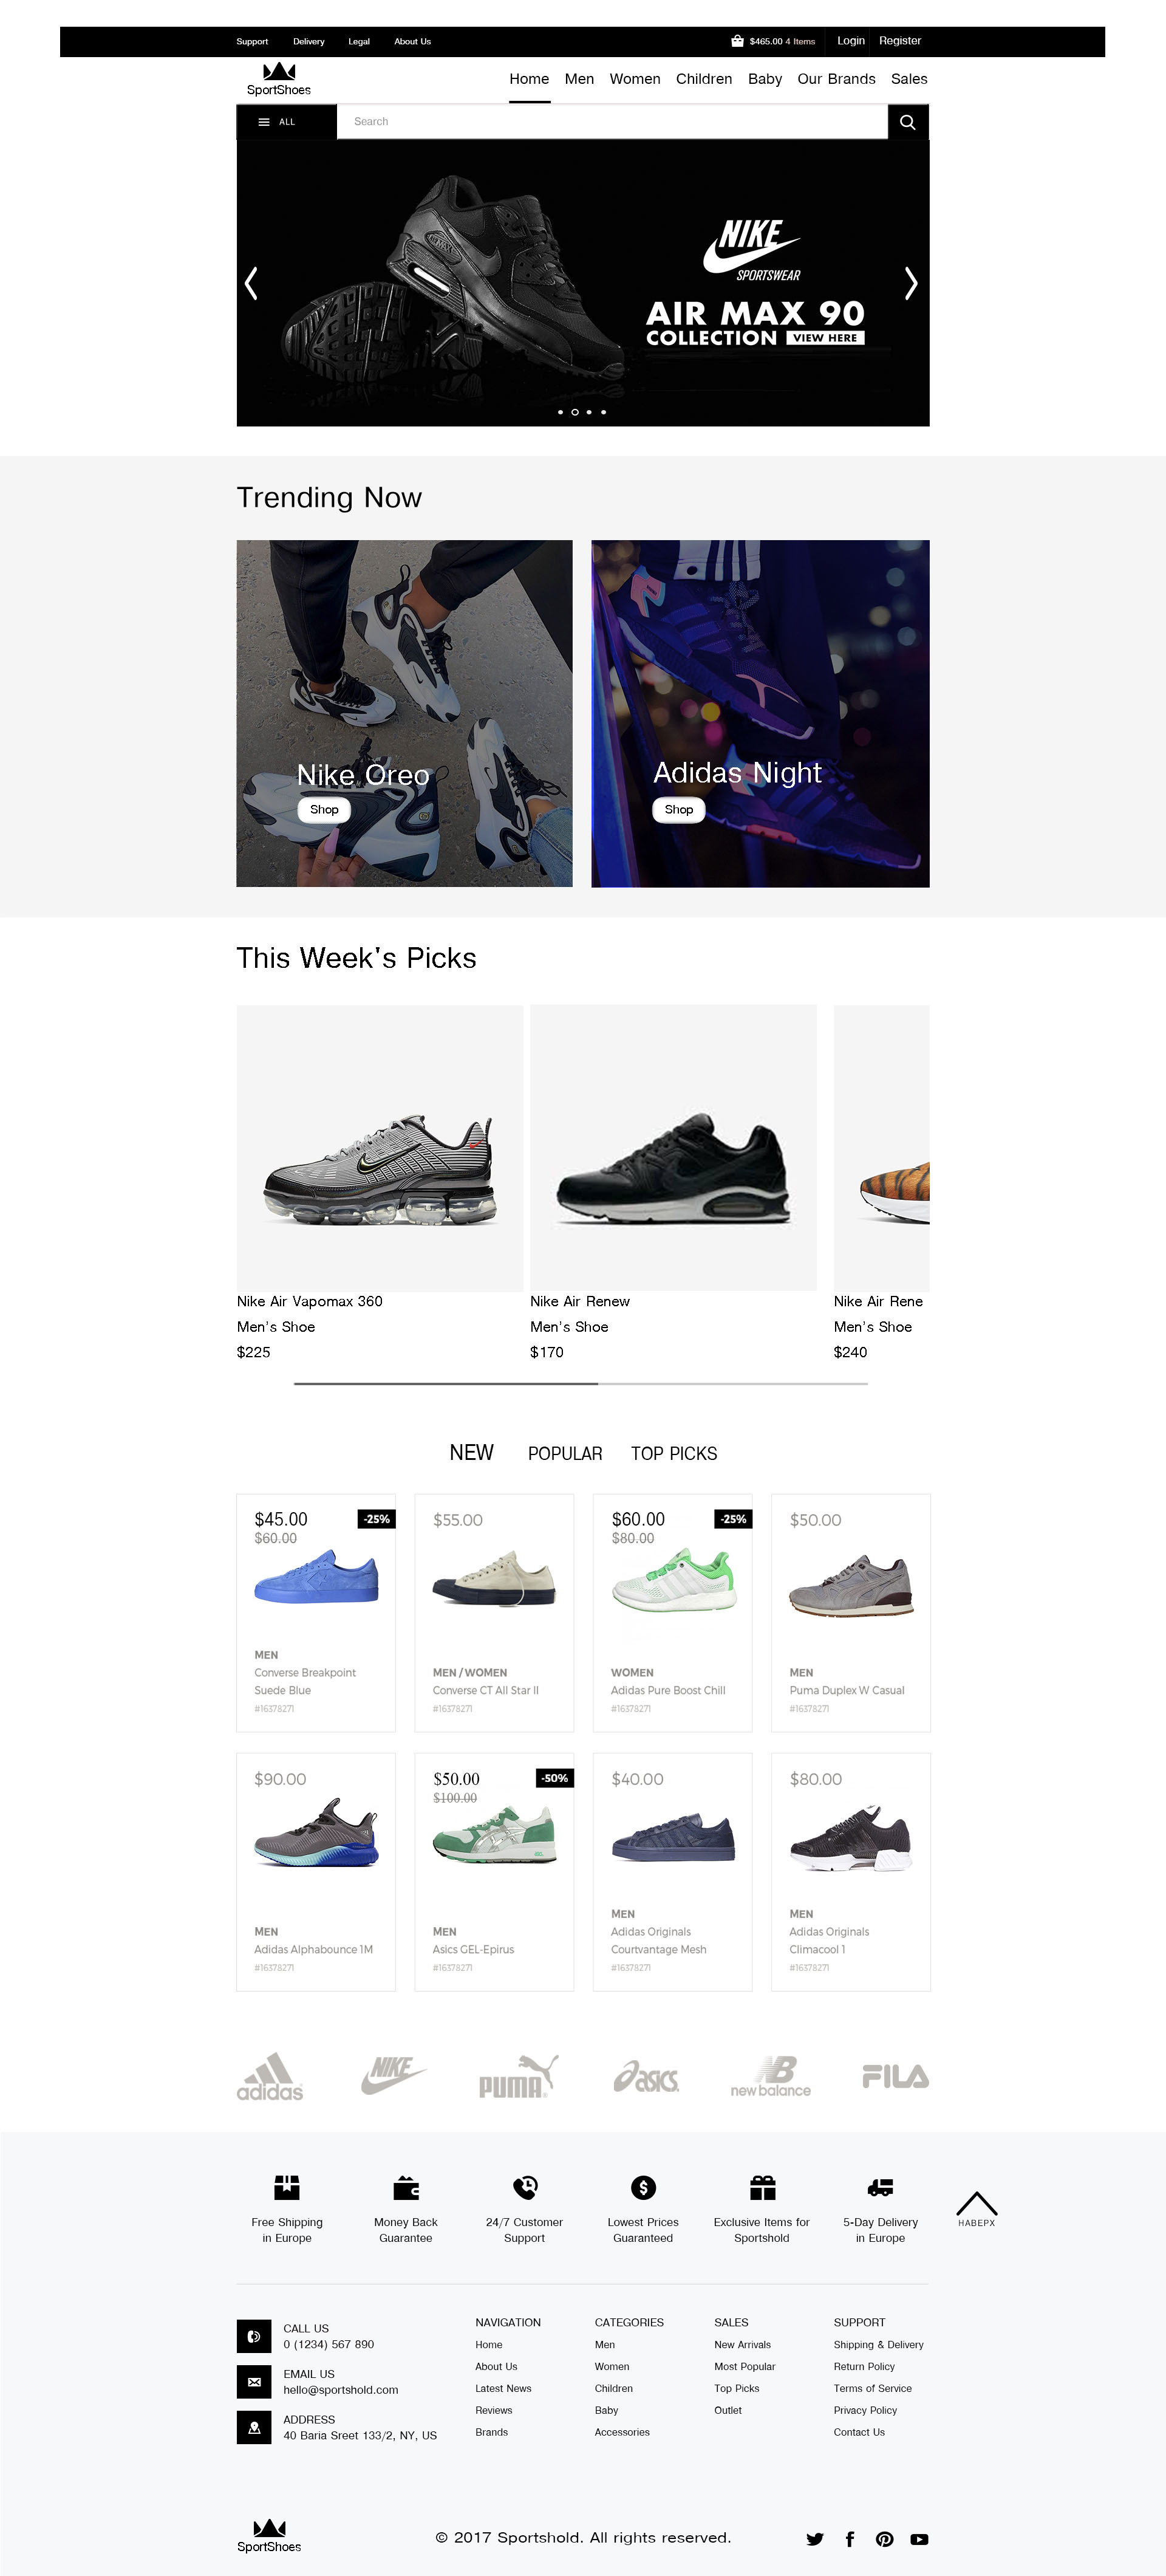 Support Delivery Legal About Us $465.00 4 Items Login Register
SportShoes
Home Men Women Children Baby Our Brands Sales
ALL Search
NIKE
SPORTSWEAR
AIR MAX 90
COLLECTION VIEW HERE
Trending Now
Nike Oreo
Shop
Adidas Night
Shop
This Week's Picks
Nike Air Vapomax 360
Men's Shoe
$225
Nike Air Renew
Men's Shoe
$170
Nike Air Rene
Men's Shoe
$240
NEW POPULAR TOP PICKS
$45.00 -25%
$60.00
MEN
Converse Breakpoint
Suede Blue
#16378271
$55.00
MEN / WOMEN
Converse CT All Star II
#16378271
$60.00 -25%
$80.00
WOMEN
Adidas Pure Boost Chill
#16378271
$50.00
MEN
Puma Duplex W Casual
#16378271
$90.00
MEN
Adidas Alphabounce 1M
#16378271
$50.00 -50%
$100.00
MEN
Asics GEL-Epirus
#16378271
$40.00
MEN
Adidas Originals
Courtvantage Mesh
#16378271
$80.00
MEN
Adidas Originals
Climacool 1
#16378271
adidas NIKE PUMA asics new balance FILA
Free Shipping
in Europe
Money Back
Guarantee
24/7 Customer
Support
Lowest Prices
Guaranteed
Exclusive Items for
Sportshold
5-Day Delivery
in Europe
НАВЕРХ
CALL US
0 (1234) 567 890
EMAIL US
hello@sportshold.com
ADDRESS
40 Baria Sreet 133/2, NY, US
NAVIGATION
Home
About Us
Latest News
Reviews
Brands
CATEGORIES
Men
Women
Children
Baby
Accessories
SALES
New Arrivals
Most Popular
Top Picks
Outlet
SUPPORT
Shipping & Delivery
Return Policy
Terms of Service
Privacy Policy
Contact Us
SportShoes
© 2017 Sportshold. All rights reserved.